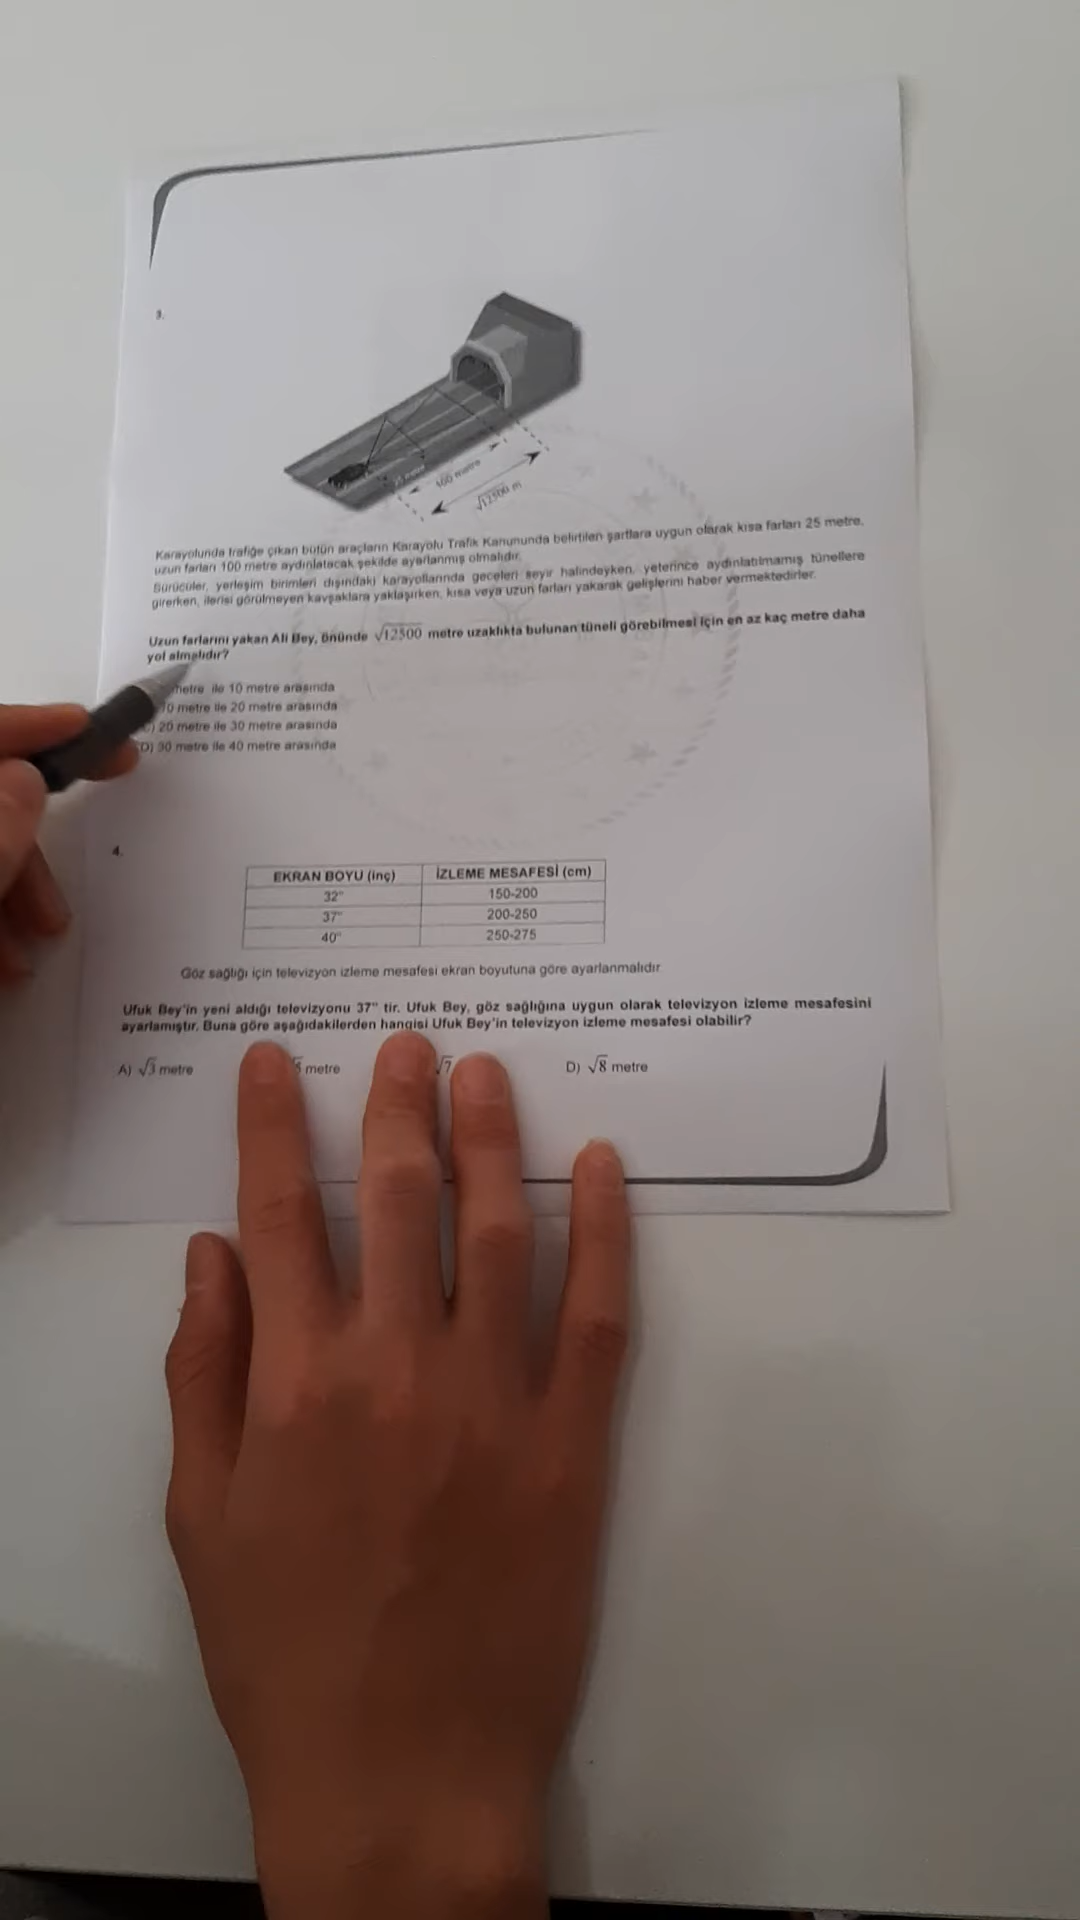 3.
100 metre
√12500 m
Karayolunda trafiğe çıkan bütün araçların Karayolu Trafik Kanununda belirtilen şartlara uygun olarak kısa farları 25 metre,
uzun farları 100 metre aydınlatacak şekilde ayarlanmış olmalıdır.
Sürücüler, yerleşim birimleri dışındaki karayollarında geceleri seyir halindeyken, yeterince aydınlatılmamış tünellere
girerken, ilerisi görülmeyen kavşaklara yaklaşırken, kısa veya uzun farları yakarak gelişlerini haber vermektedirler.
Uzun farlarını yakan Ali Bey, önünde √12500 metre uzaklıkta bulunan tüneli görebilmesi için en az kaç metre daha
yol almalıdır?
metre ile 10 metre arasında
10 metre ile 20 metre arasında
C) 20 metre ile 30 metre arasında
D) 30 metre ile 40 metre arasında
4.
EKRAN BOYU (inç) İZLEME MESAFESİ (cm)
32" 150-200
37" 200-250
40" 250-275
Göz sağlığı için televizyon izleme mesafesi ekran boyutuna göre ayarlanmalıdır
Ufuk Bey'in yeni aldığı televizyonu 37" tir. Ufuk Bey, göz sağlığına uygun olarak televizyon izleme mesafesini
ayarlamıştır. Buna göre aşağıdakilerden hangisi Ufuk Bey'in televizyon izleme mesafesi olabilir?
A) √3 metre √5 metre √7 D) √8 metre